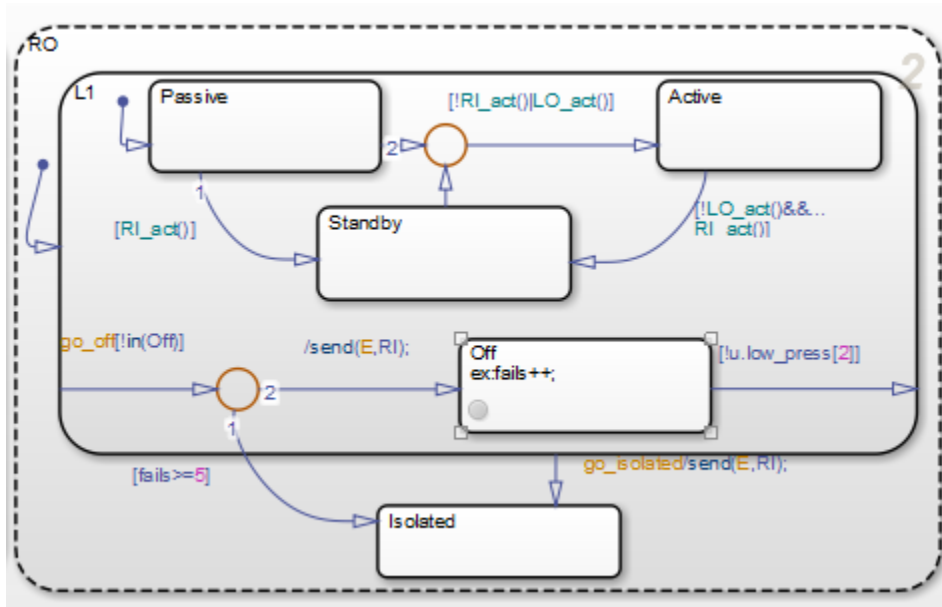 RO
2
L1
Passive
[!RI_act()|LO_act()]
Active
2
1
[RI_act()]
Standby
[!LO_act()&&...
RI_act()]
go_off[!in(Off)]
/send(E,RI);
Off
ex:fails++;
[!u.low_press[2]]
2
1
[fails>=5]
go_isolated/send(E,RI);
Isolated